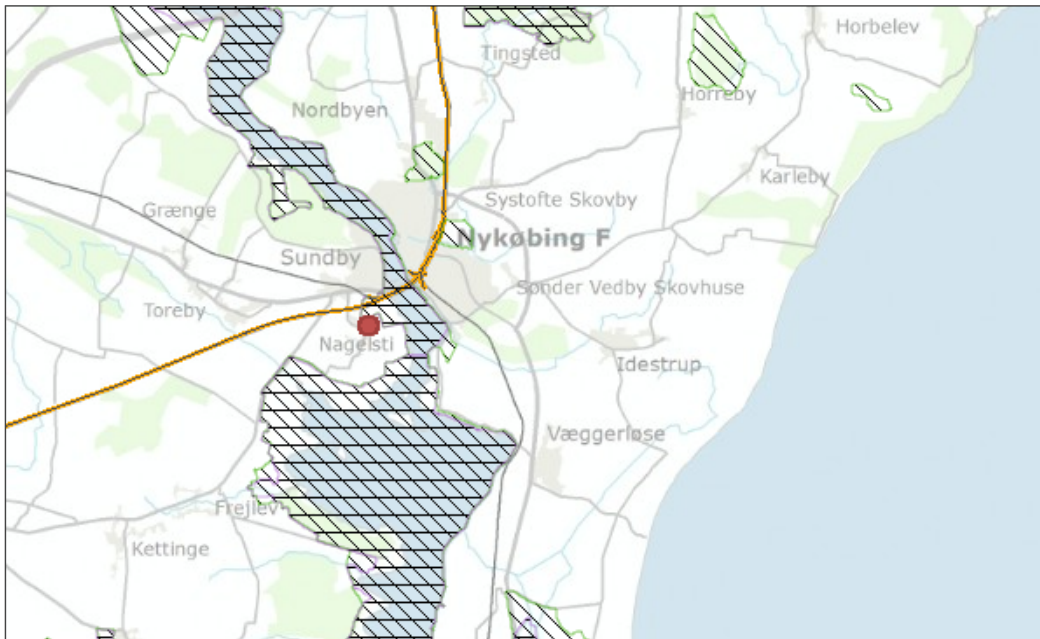 Horbelev
Tingsted
Horreby
Nordbyen
Karleby
Systofte Skovby
Grænge
Nykøbing F
Sundby
Sønder Vedby Skovhuse
Toreby
Nagelsti
Idestrup
Væggerløse
Frejlev
Kettinge